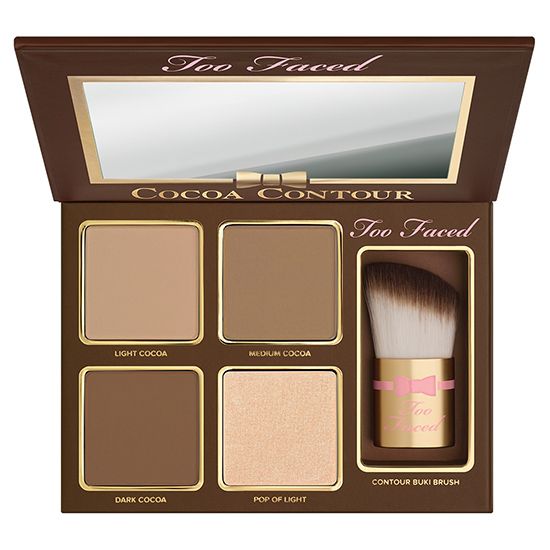 Too Faced
COCOA CONTOUR
Too Faced
LIGHT COCOA
MEDIUM COCOA
Too
Faced
DARK COCOA
POP OF LIGHT
CONTOUR BUKI BRUSH